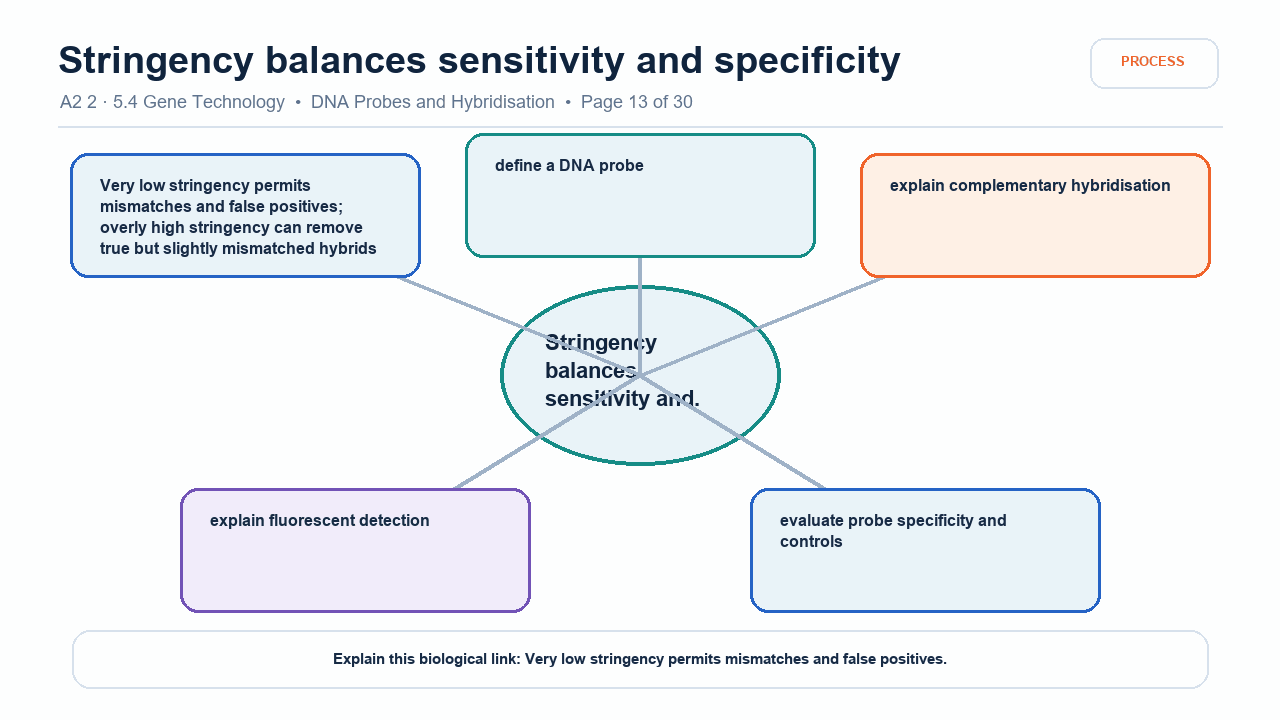 Stringency balances sensitivity and specificity
PROCESS
A2 2 · 5.4 Gene Technology • DNA Probes and Hybridisation • Page 13 of 30
Very low stringency permits
mismatches and false positives;
overly high stringency can remove
true but slightly mismatched hybrids
define a DNA probe
explain complementary hybridisation
Stringency
balances
sensitivity and.
explain fluorescent detection
evaluate probe specificity and
controls
Explain this biological link: Very low stringency permits mismatches and false positives.